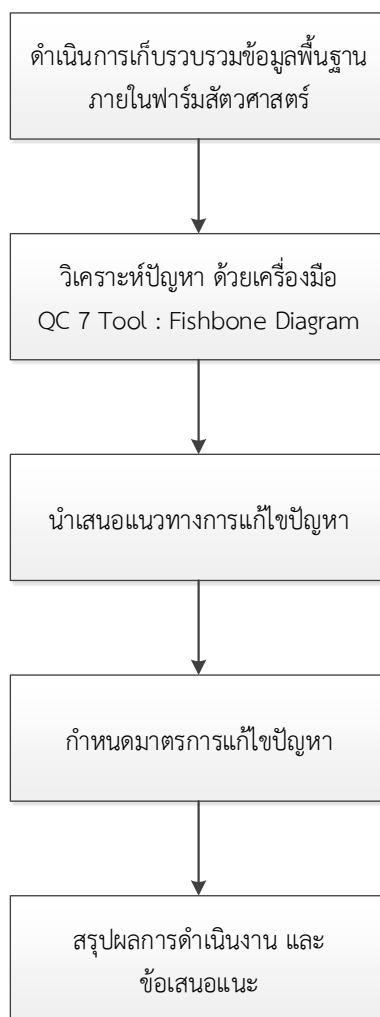 ดำเนินการเก็บรวบรวมข้อมูลพื้นฐาน
ภายในฟาร์มสัตวศาสตร์
วิเคราะห์ปัญหา ด้วยเครื่องมือ
QC 7 Tool : Fishbone Diagram
นำเสนอแนวทางการแก้ไขปัญหา
กำหนดมาตรการแก้ไขปัญหา
สรุปผลการดำเนินงาน และ
ข้อเสนอแนะ